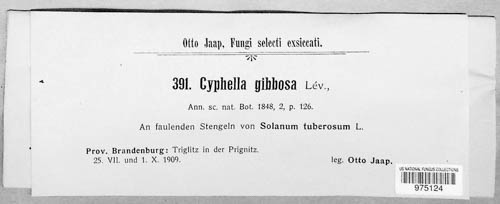 Otto Jaap, Fungi selecti exsiccati.
391. Cyphella gibbosa Lév.,
Ann. sc. nat. Bot. 1848, 2, p. 126.
An faulenden Stengeln von Solanum tuberosum L.
Prov. Brandenburg: Triglitz in der Prignitz.
25. VII. und 1. X. 1909.
leg. Otto Jaap.
US NATIONAL FUNGUS COLLECTIONS
975124